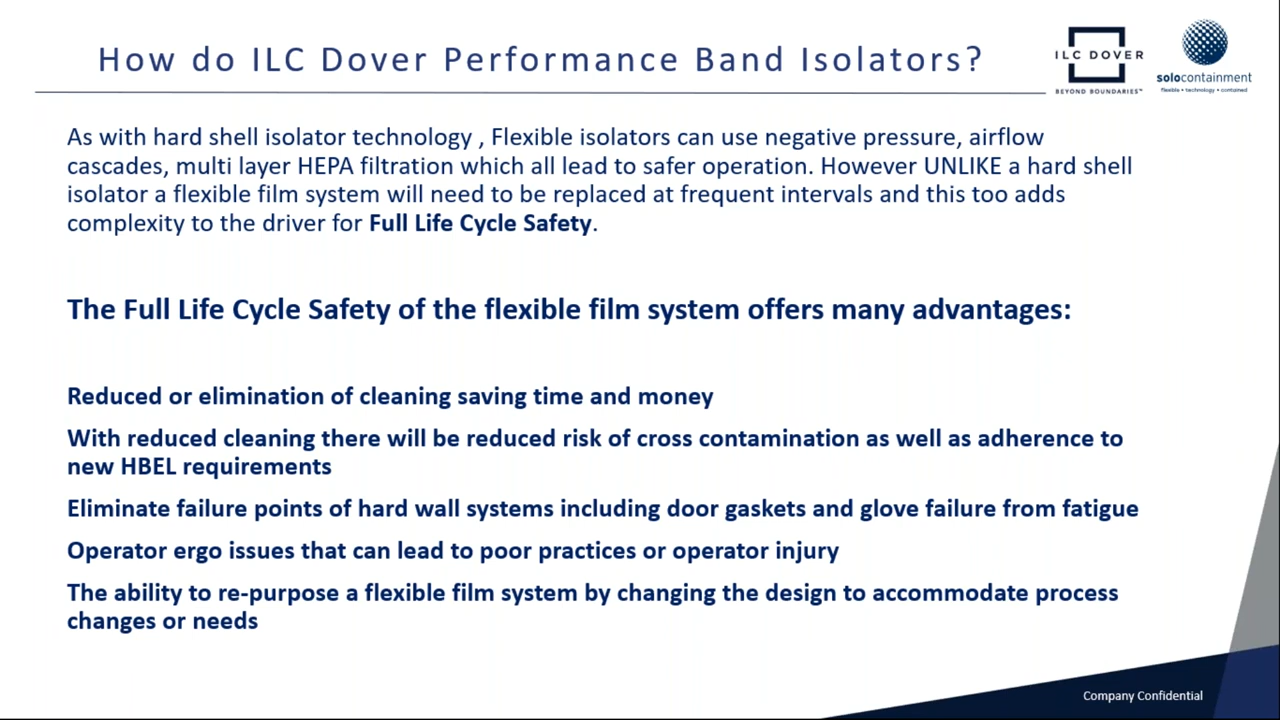 How do ILC Dover Performance Band Isolators?
ILC DOVER
BEYOND BOUNDARIES™
solocontainment
flexible • technology • contained
As with hard shell isolator technology , Flexible isolators can use negative pressure, airflow
cascades, multi layer HEPA filtration which all lead to safer operation. However UNLIKE a hard shell
isolator a flexible film system will need to be replaced at frequent intervals and this too adds
complexity to the driver for Full Life Cycle Safety.
The Full Life Cycle Safety of the flexible film system offers many advantages:
Reduced or elimination of cleaning saving time and money
With reduced cleaning there will be reduced risk of cross contamination as well as adherence to
new HBEL requirements
Eliminate failure points of hard wall systems including door gaskets and glove failure from fatigue
Operator ergo issues that can lead to poor practices or operator injury
The ability to re-purpose a flexible film system by changing the design to accommodate process
changes or needs
Company Confidential